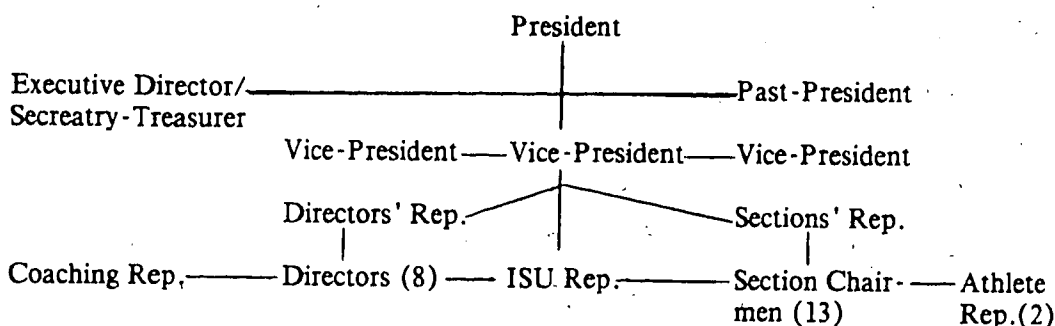 President
Executive Director/
Secreatry-Treasurer
Past-President
Vice-President Vice-President Vice-President
Directors' Rep. Sections' Rep.
Coaching Rep. Directors (8) ISU Rep. Section Chair- Athlete
men (13) Rep.(2)